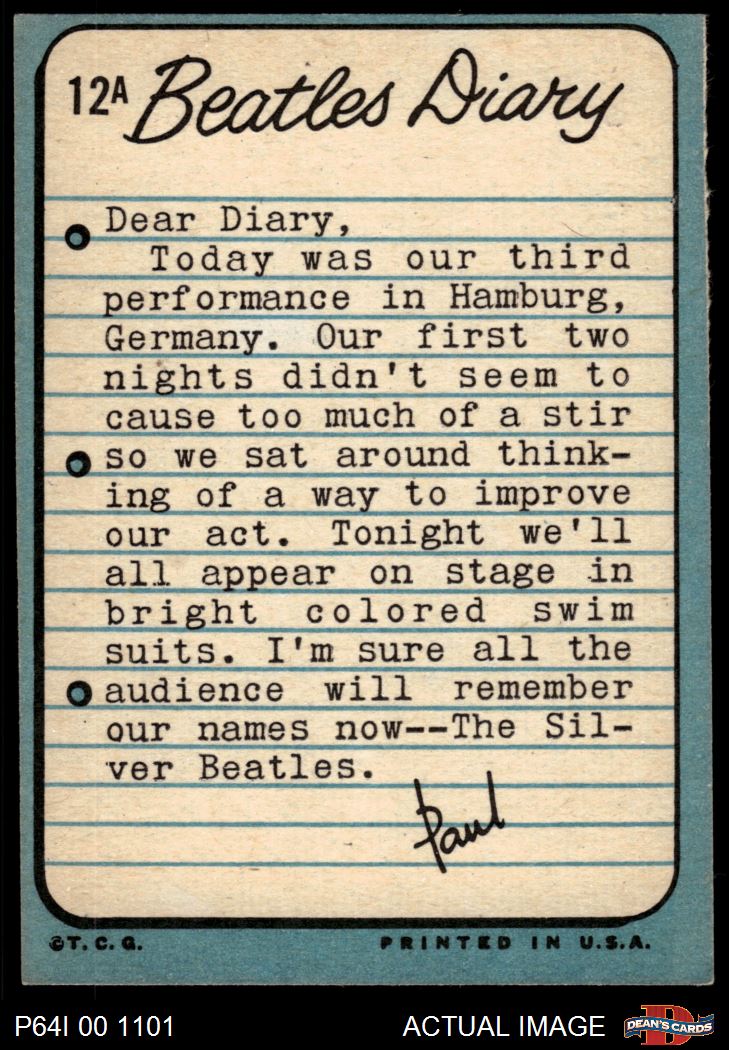 12A Beatles Diary
Dear Diary,
Today was our third
performance in Hamburg,
Germany. Our first two
nights didn't seem to
cause too much of a stir
so we sat around think-
ing of a way to improve
our act. Tonight we'll
all appear on stage in
bright colored swim
suits. I'm sure all the
audience will remember
our names now--The Sil-
ver Beatles.
Paul
©T.C.G. PRINTED IN U.S.A.
P64I 00 1101 ACTUAL IMAGE D DEAN'S CARDS